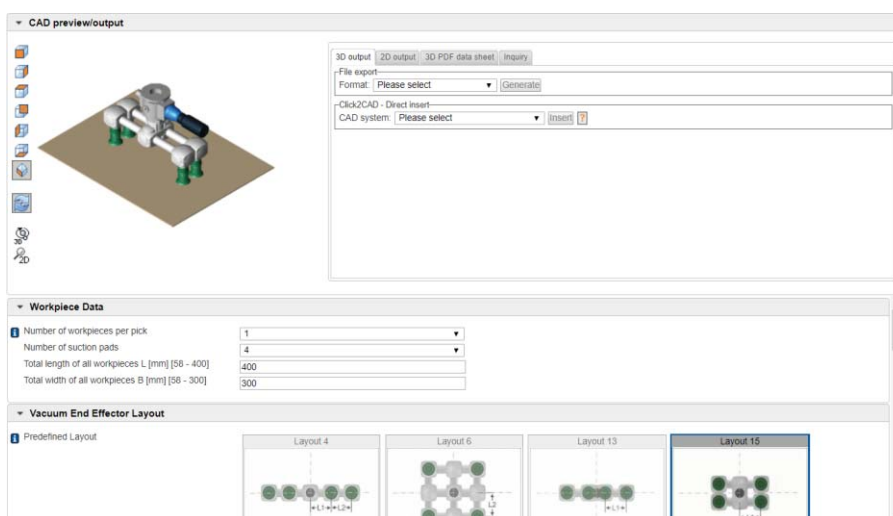 CAD preview/output
3D output 2D output 3D PDF data sheet Inquiry
File export
Format: Please select Generate
Click2CAD - Direct insert
CAD system: Please select Insert ?
3D
2D
Workpiece Data
Number of workpieces per pick 1
Number of suction pads 4
Total length of all workpieces L [mm] [58 - 400] 400
Total width of all workpieces B [mm] [58 - 300] 300
Vacuum End Effector Layout
Predefined Layout
Layout 4 Layout 6 Layout 13 Layout 15
L1 L2 L2 L1